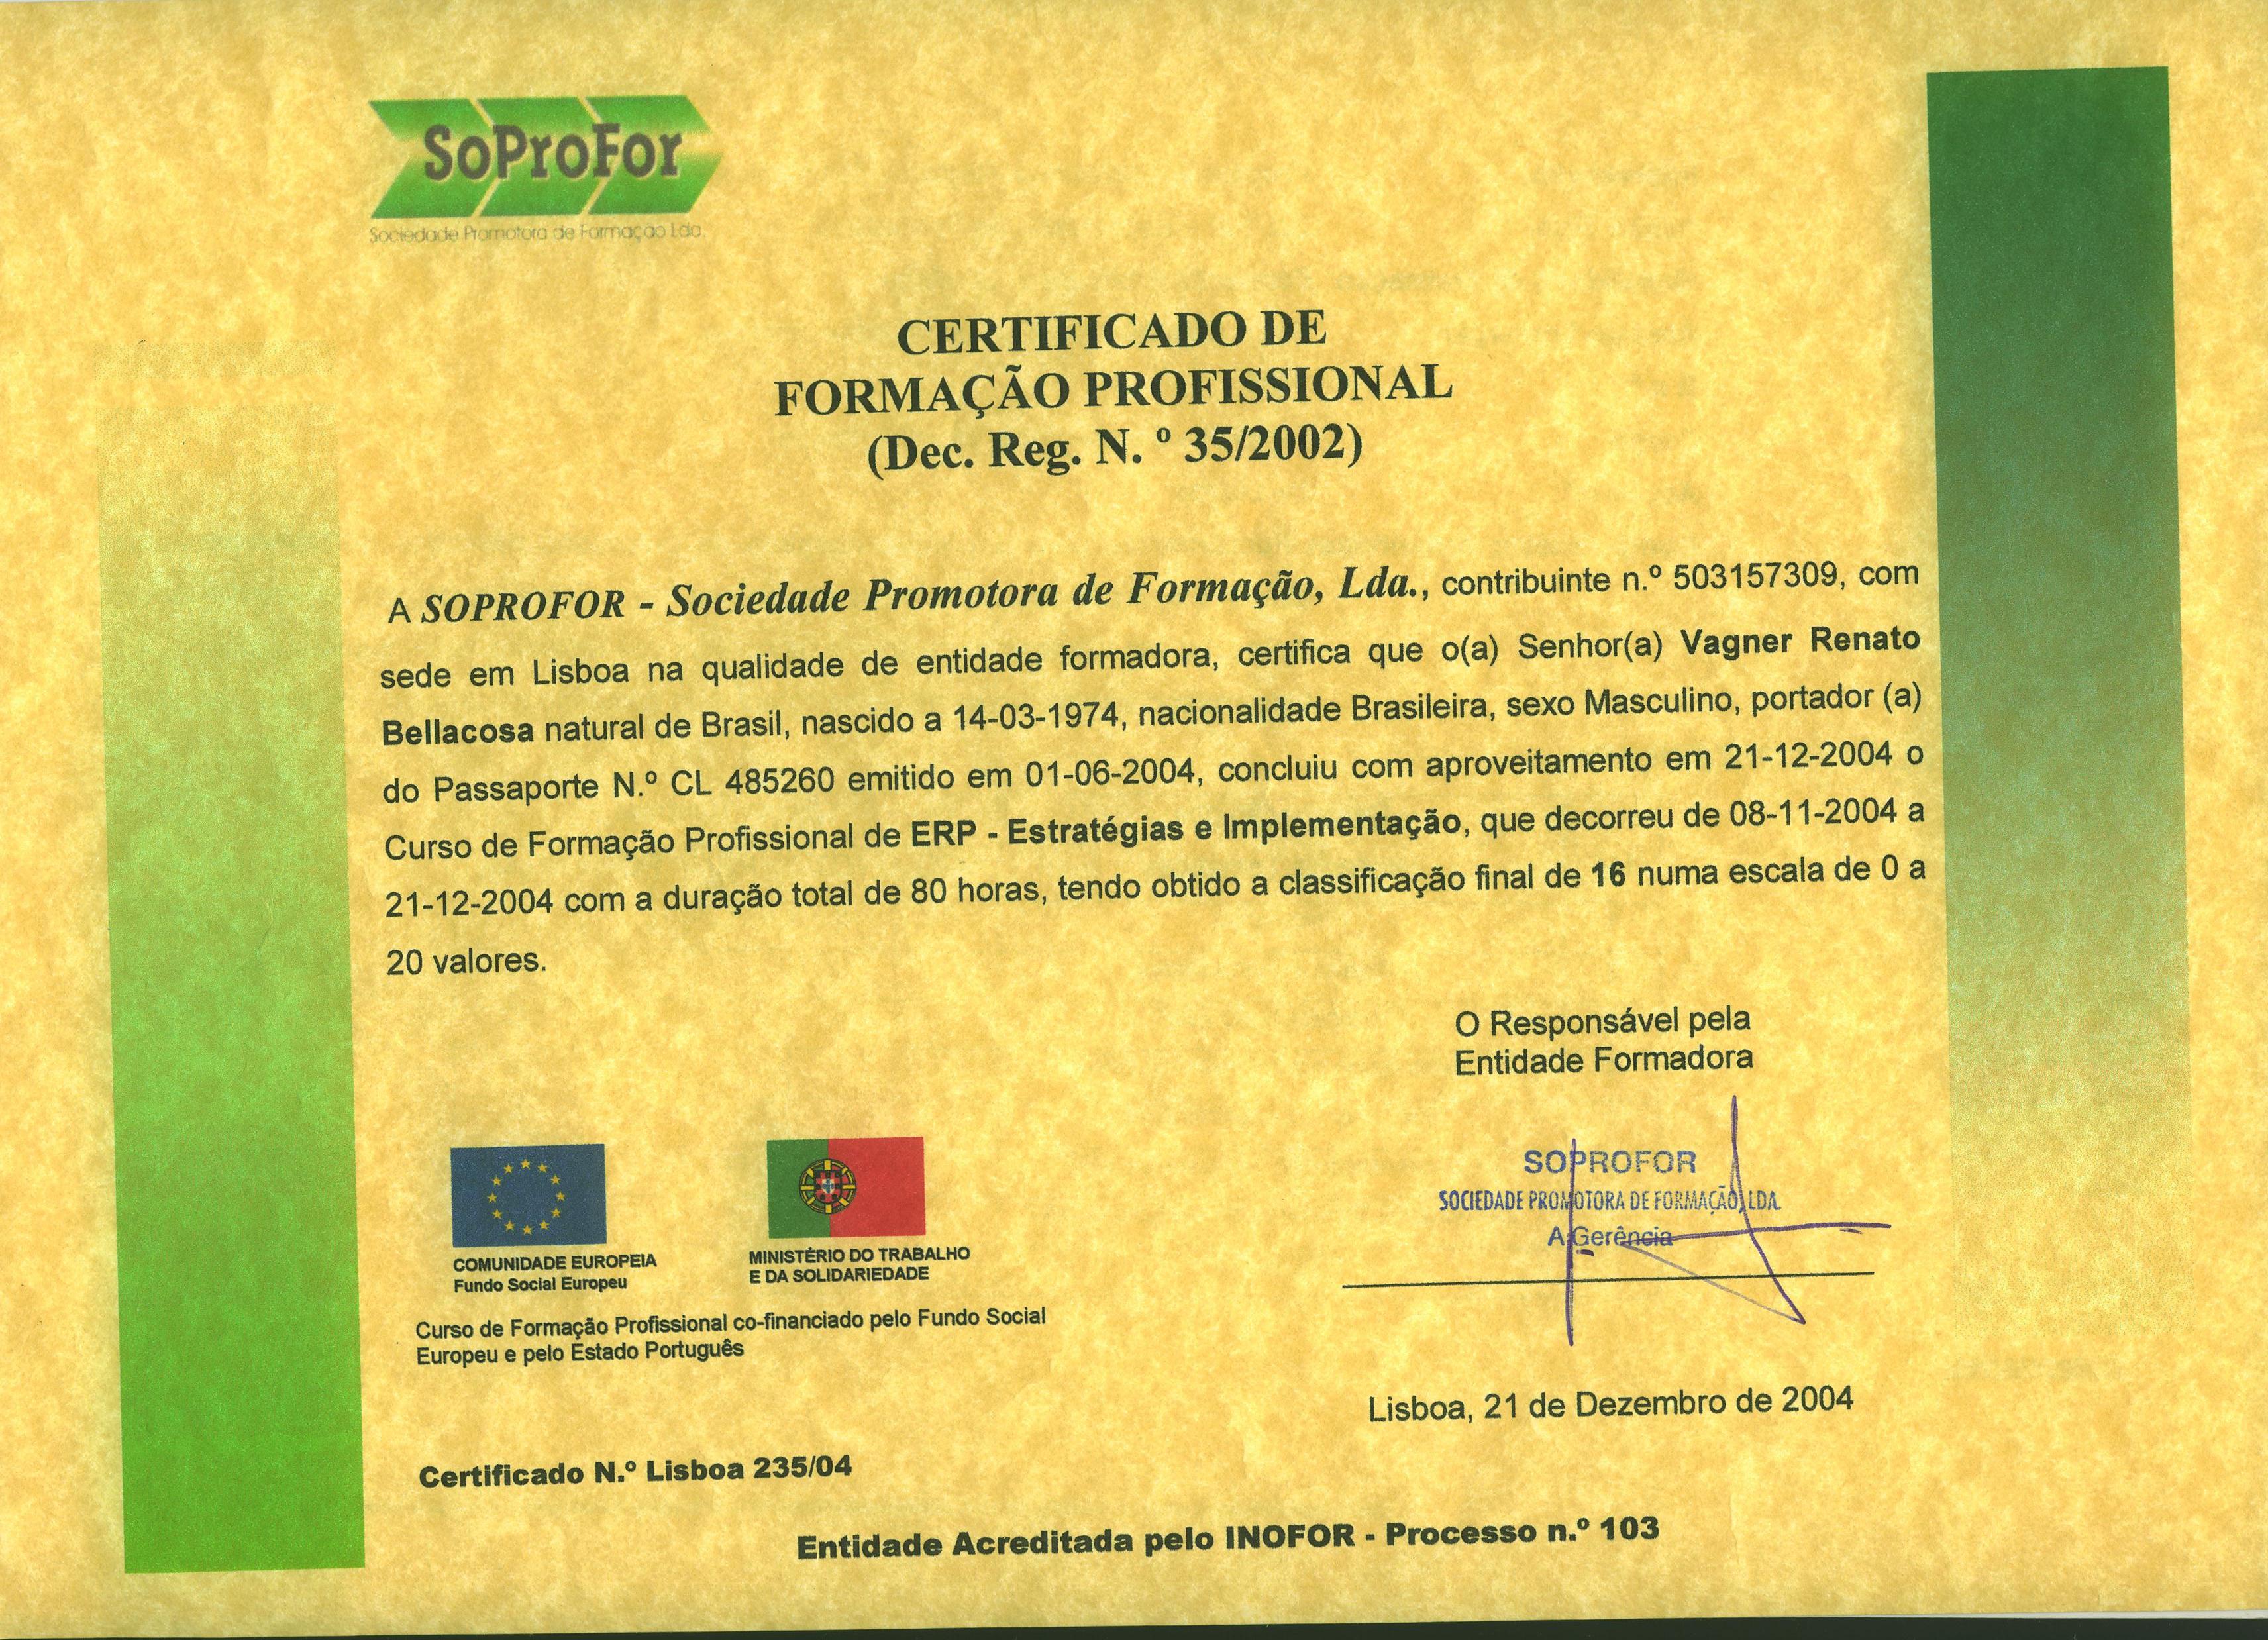 SoProFor
Sociedade Promotora de Formação Lda.
CERTIFICADO DE
FORMAÇÃO PROFISSIONAL
(Dec. Reg. N. º 35/2002)
A SOPROFOR - Sociedade Promotora de Formação, Lda., contribuinte n.º 503157309, com
sede em Lisboa na qualidade de entidade formadora, certifica que o(a) Senhor(a) Vagner Renato
Bellacosa natural de Brasil, nascido a 14-03-1974, nacionalidade Brasileira, sexo Masculino, portador (a)
do Passaporte N.º CL 485260 emitido em 01-06-2004, concluiu com aproveitamento em 21-12-2004 o
Curso de Formação Profissional de ERP - Estratégias e Implementação, que decorreu de 08-11-2004 a
21-12-2004 com a duração total de 80 horas, tendo obtido a classificação final de 16 numa escala de 0 a
20 valores.
O Responsável pela
Entidade Formadora
SOPROFOR
SOCIEDADE PROMOTORA DE FORMAÇÃO, LDA.
A Gerência
COMUNIDADE EUROPEIA
Fundo Social Europeu
MINISTÉRIO DO TRABALHO
E DA SOLIDARIEDADE
Curso de Formação Profissional co-financiado pelo Fundo Social
Europeu e pelo Estado Português
Lisboa, 21 de Dezembro de 2004
Certificado N.º Lisboa 235/04
Entidade Acreditada pelo INOFOR - Processo n.º 103